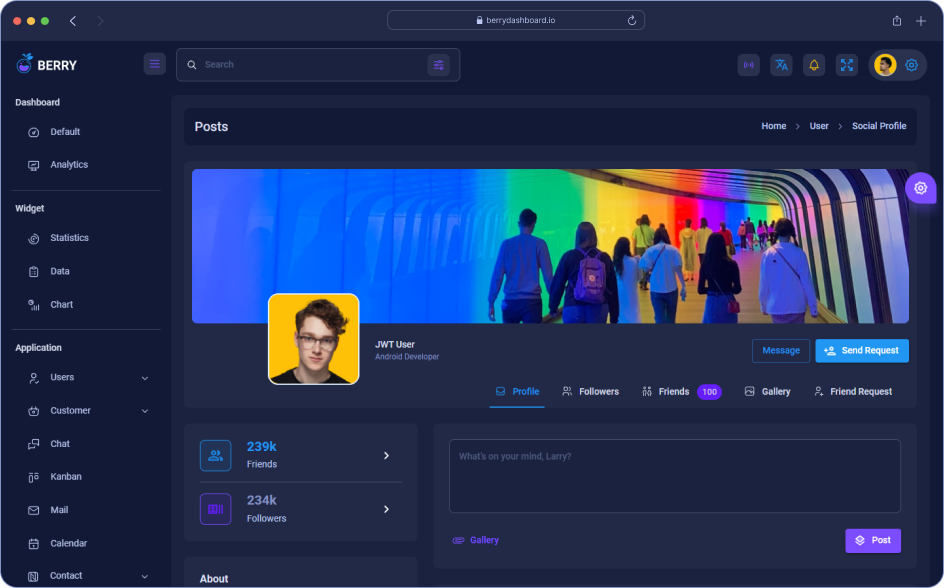 berrydashboard.io
BERRY
Search
Dashboard
Default
Analytics
Widget
Statistics
Data
Chart
Application
Users
Customer
Chat
Kanban
Mail
Calendar
Contact
Posts
Home > User > Social Profile
JWT User
Android Developer
Message
Send Request
Profile
Followers
Friends 100
Gallery
Friend Request
239k
Friends
234k
Followers
About
What's on your mind, Larry?
Gallery
Post